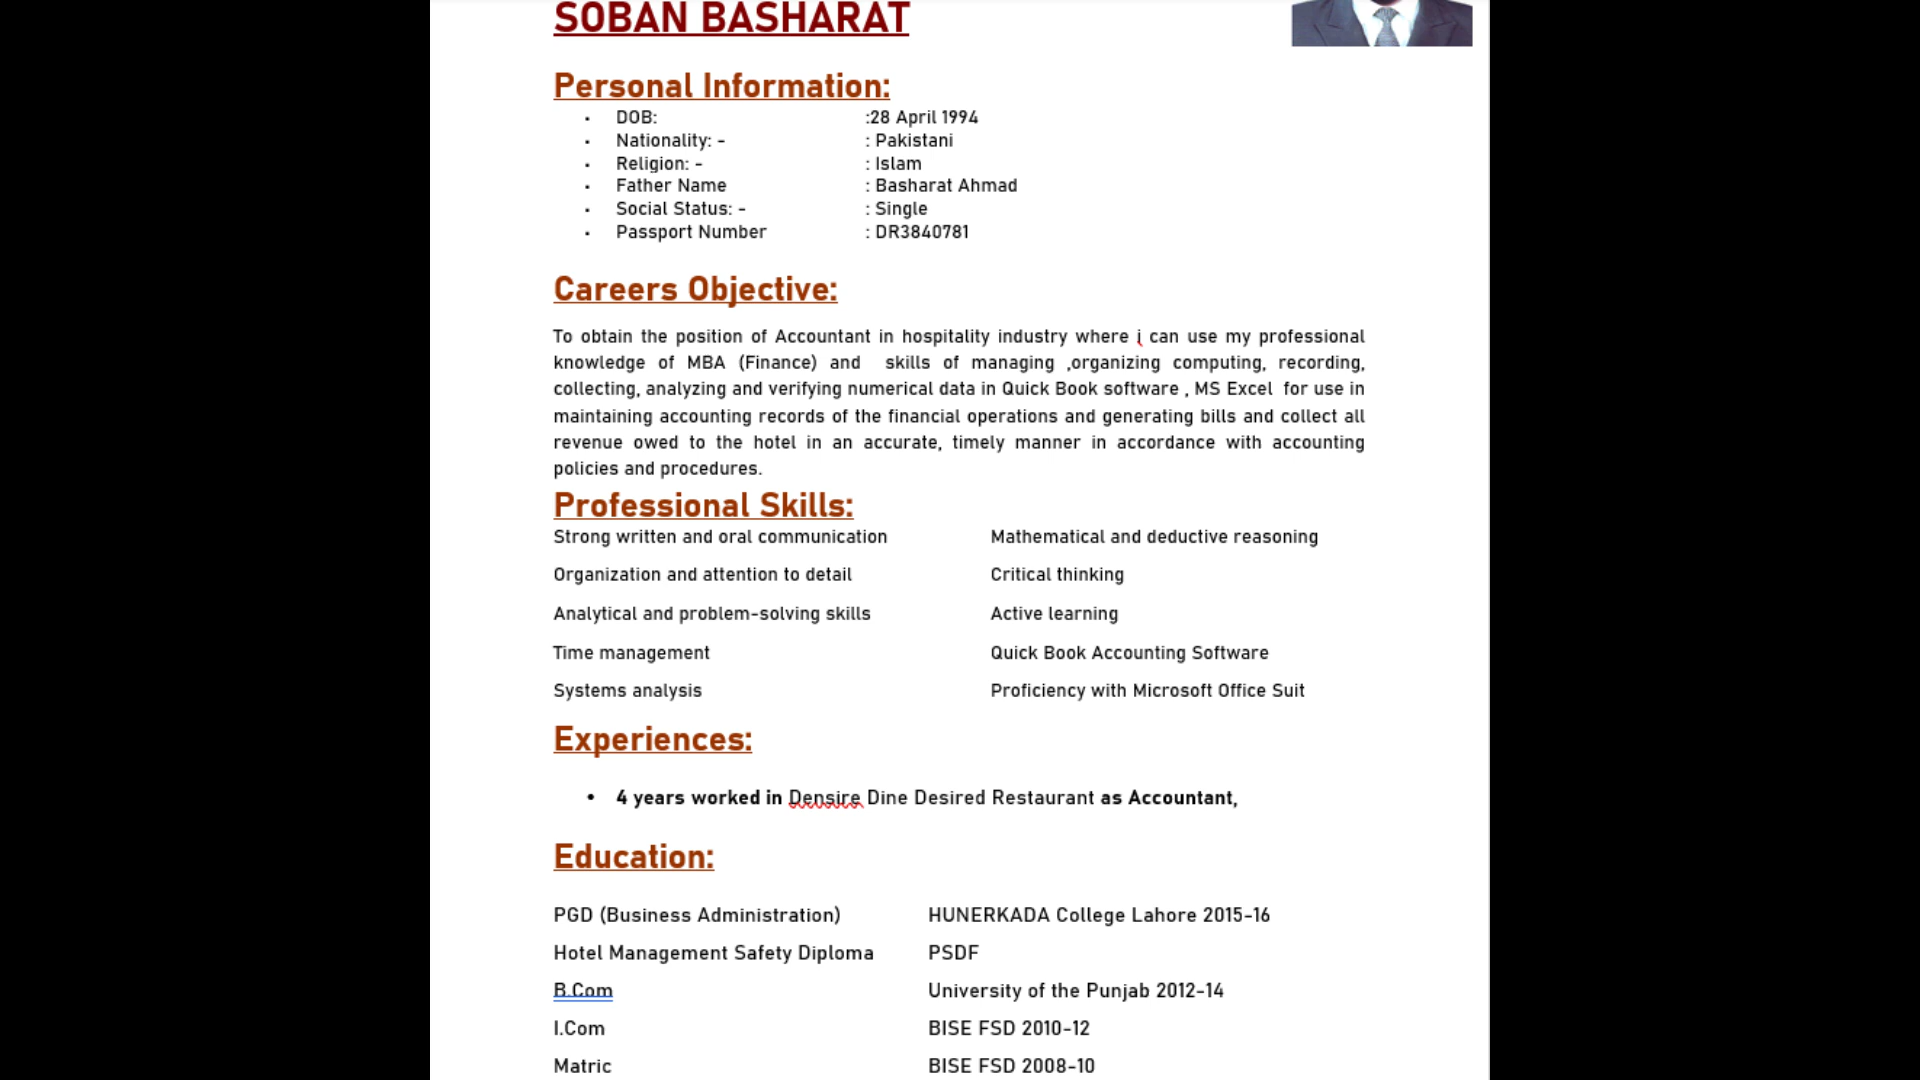 SOBAN BASHARAT
Personal Information:
▪ DOB: :28 April 1994
▪ Nationality: - : Pakistani
▪ Religion: - : Islam
▪ Father Name : Basharat Ahmad
▪ Social Status: - : Single
▪ Passport Number : DR3840781
Careers Objective:
To obtain the position of Accountant in hospitality industry where i can use my professional
knowledge of MBA (Finance) and skills of managing ,organizing computing, recording,
collecting, analyzing and verifying numerical data in Quick Book software , MS Excel for use in
maintaining accounting records of the financial operations and generating bills and collect all
revenue owed to the hotel in an accurate, timely manner in accordance with accounting
policies and procedures.
Professional Skills:
Strong written and oral communication Mathematical and deductive reasoning
Organization and attention to detail Critical thinking
Analytical and problem-solving skills Active learning
Time management Quick Book Accounting Software
Systems analysis Proficiency with Microsoft Office Suit
Experiences:
• 4 years worked in Densire Dine Desired Restaurant as Accountant,
Education:
PGD (Business Administration) HUNERKADA College Lahore 2015-16
Hotel Management Safety Diploma PSDF
B.Com University of the Punjab 2012-14
I.Com BISE FSD 2010-12
Matric BISE FSD 2008-10